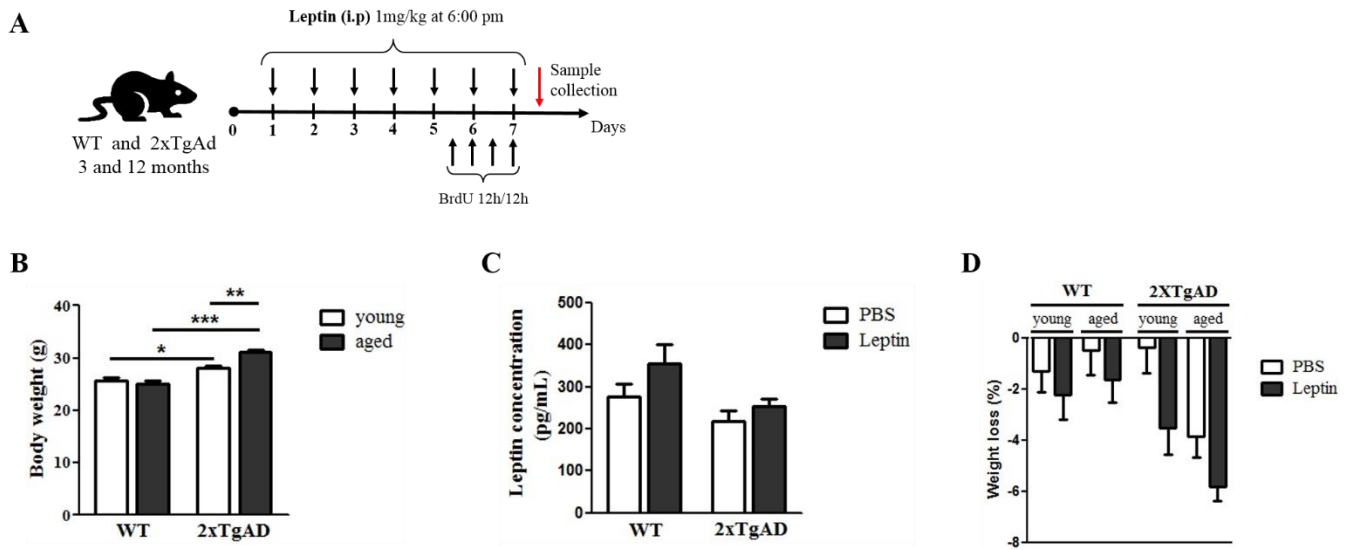 A
Leptin (i.p) 1mg/kg at 6:00 pm
Sample
collection
WT and 2xTgAd
3 and 12 months
0 1 2 3 4 5 6 7 Days
BrdU 12h/12h
B
Body weight (g)
40
30
20
10
0
*
***
**
young
aged
WT 2xTgAD
C
Leptin concentration
(pg/mL)
500
400
300
200
100
0
PBS
Leptin
WT 2xTgAD
D
WT 2XTgAD
young aged young aged
Weight loss (%)
0
-2
-4
-6
-8
PBS
Leptin